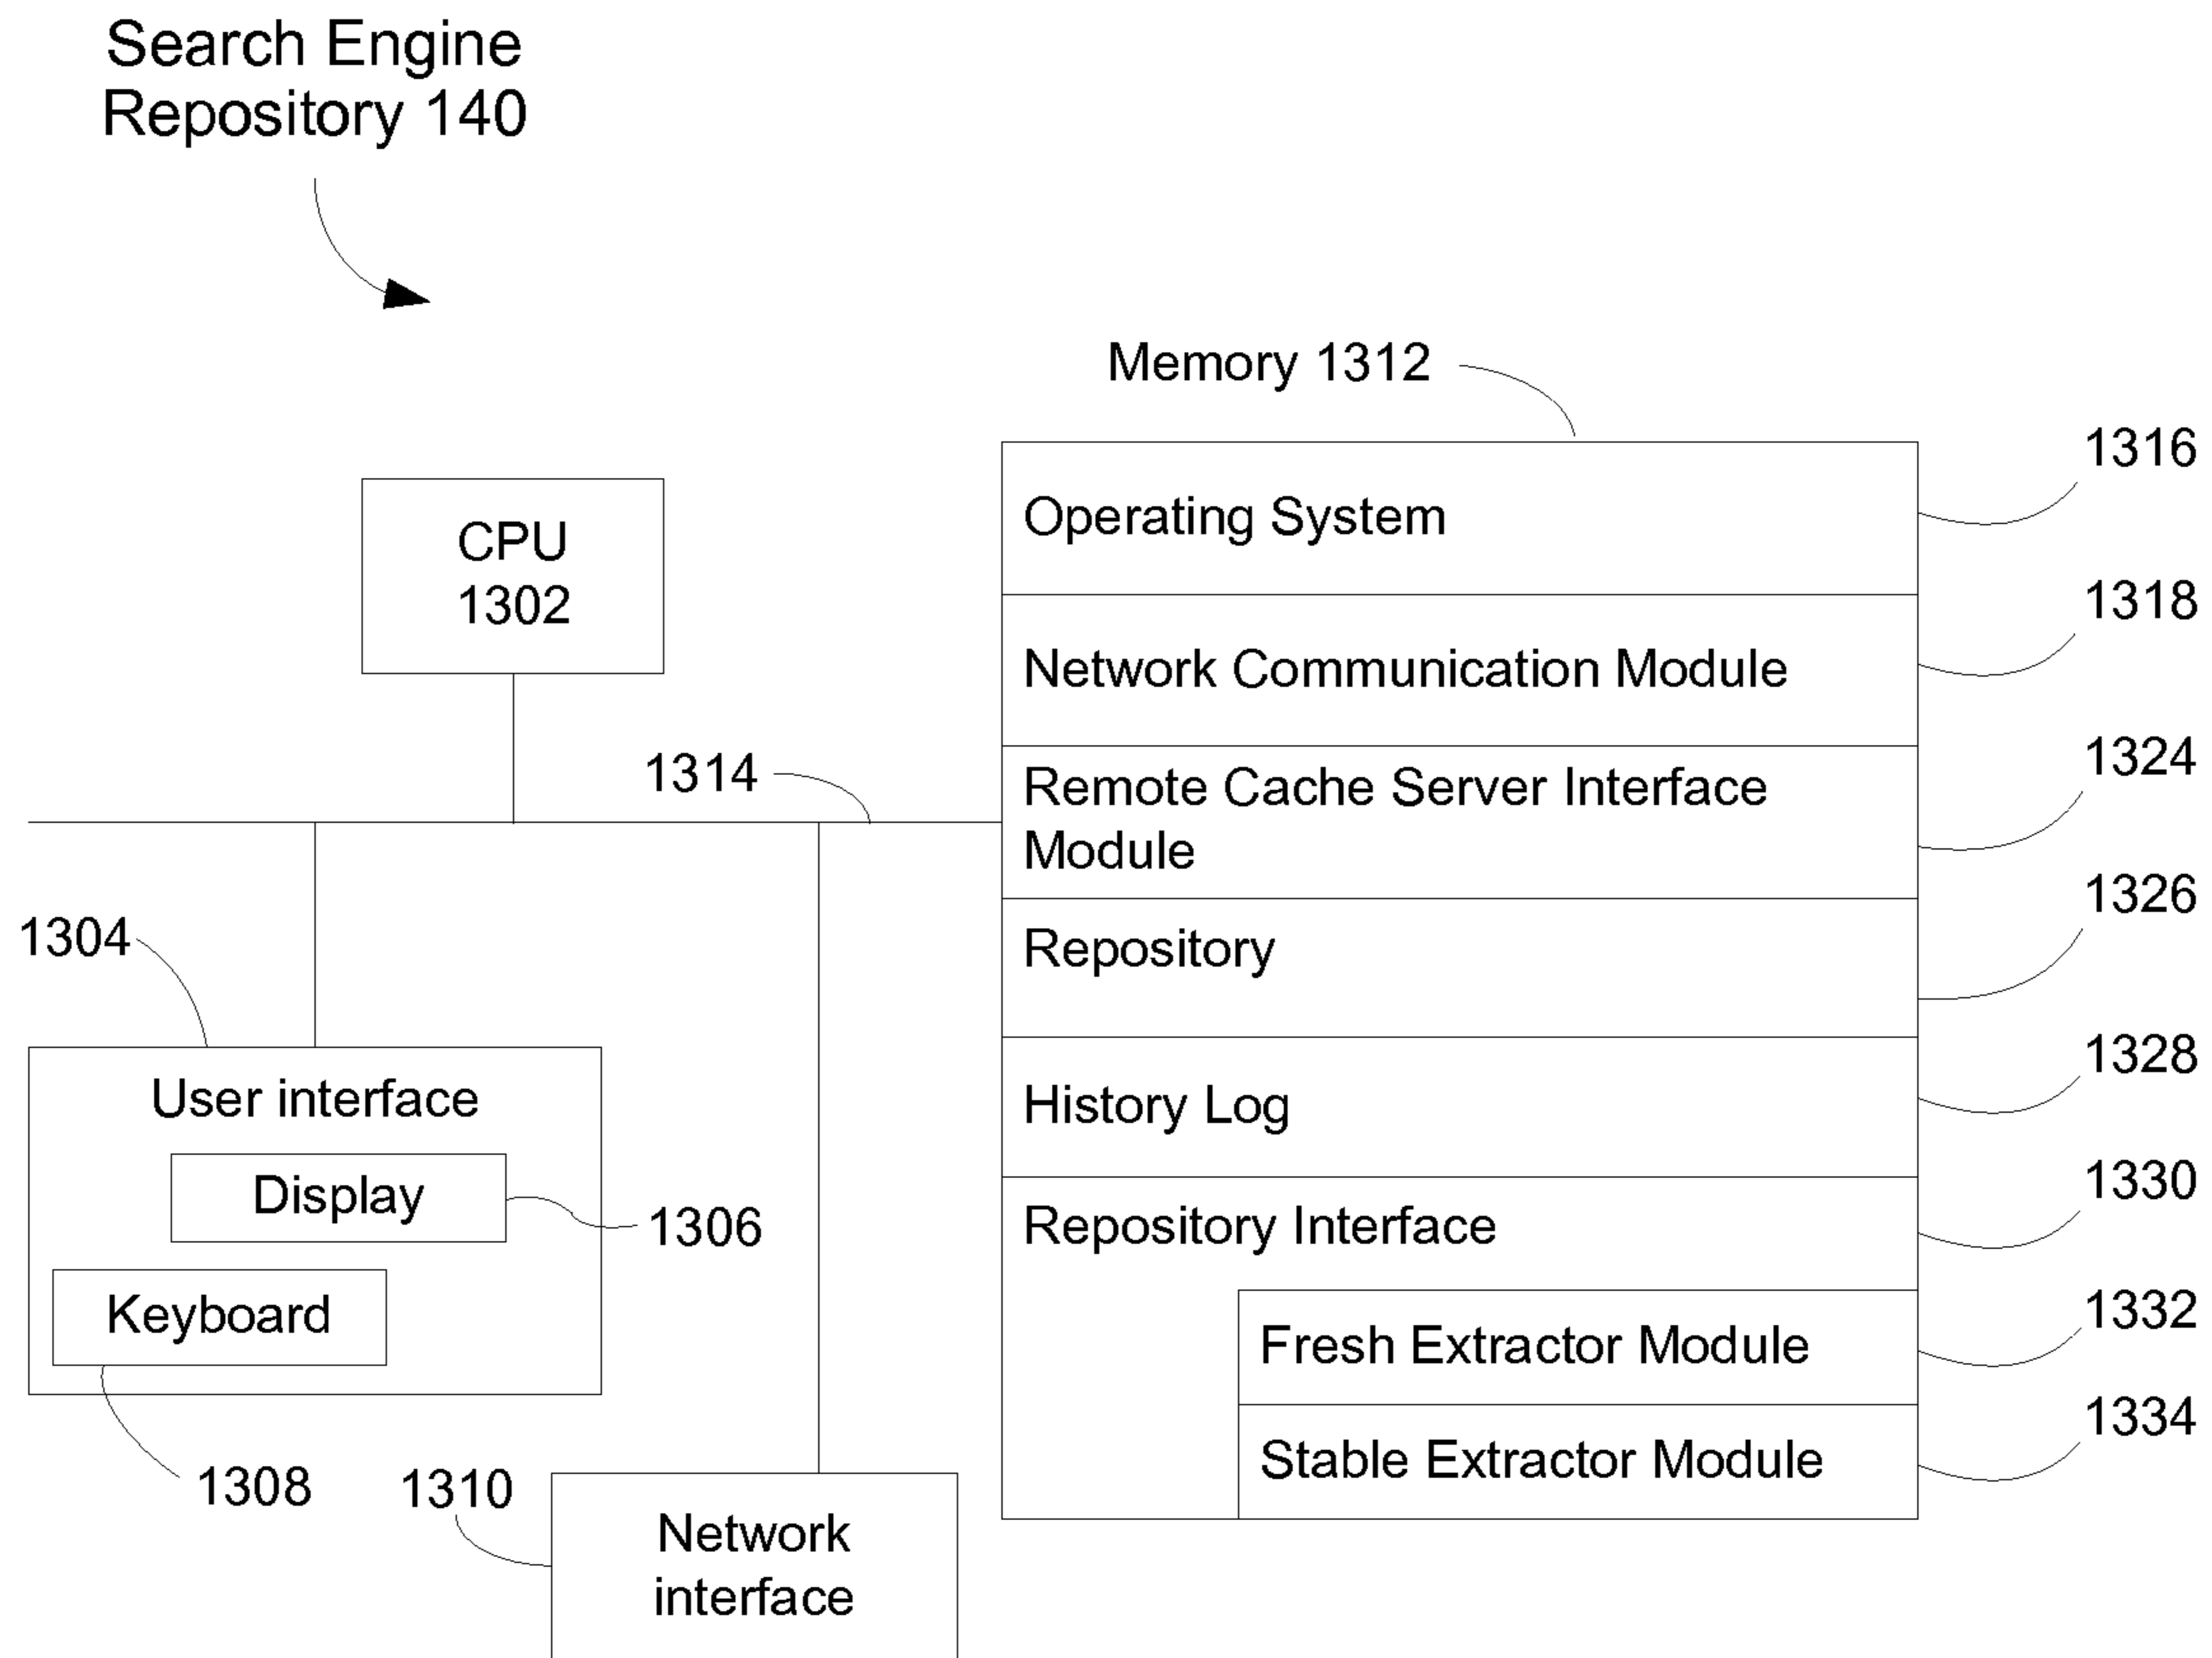 Search Engine
Repository 140
Memory 1312
CPU
1302
1314
Operating System
1316
Network Communication Module
1318
Remote Cache Server Interface
Module
1324
Repository
1326
History Log
1328
Repository Interface
1330
Fresh Extractor Module
1332
Stable Extractor Module
1334
1304
User interface
Display
1306
Keyboard
1308
1310
Network
interface